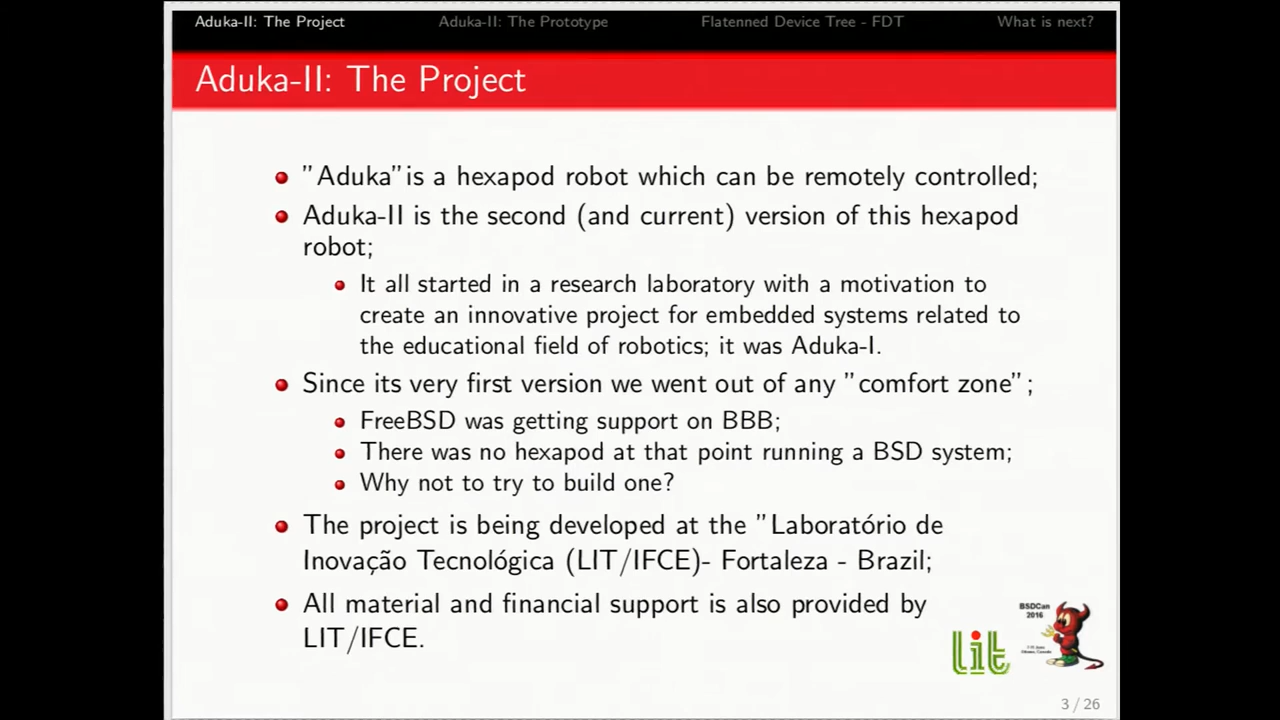 Aduka-II: The Project Aduka-II: The Prototype Flatenned Device Tree - FDT What is next?
Aduka-II: The Project
"Aduka"is a hexapod robot which can be remotely controlled;
Aduka-II is the second (and current) version of this hexapod
robot;
It all started in a research laboratory with a motivation to
create an innovative project for embedded systems related to
the educational field of robotics; it was Aduka-I.
Since its very first version we went out of any "comfort zone";
FreeBSD was getting support on BBB;
There was no hexapod at that point running a BSD system;
Why not to try to build one?
The project is being developed at the "Laboratório de
Inovação Tecnológica (LIT/IFCE)- Fortaleza - Brazil;
All material and financial support is also provided by
LIT/IFCE.
lit
BSDCan
2016
3 / 26